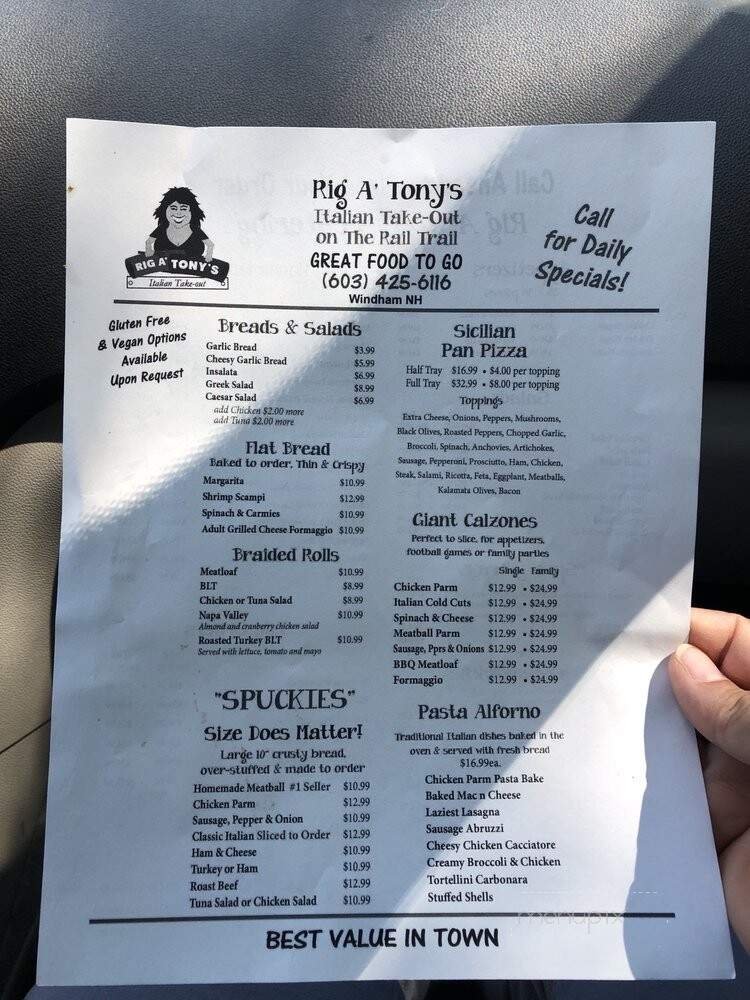 Rig A' Tony's
Italian Take-Out
on The Rail Trail
GREAT FOOD TO GO
(603) 425-6116
Windham NH
RIG A' TONY'S
Italian Take-out
Call
for Daily
Specials!
Gluten Free
& Vegan Options
Available
Upon Request
Breads & Salads
Garlic Bread $3.99
Cheesy Garlic Bread $5.99
Insalata $6.99
Greek Salad $8.99
Caesar Salad $6.99
add Chicken $2.00 more
add Tuna $2.00 more
Flat Bread
Baked to order, Thin & Crispy
Margarita $10.99
Shrimp Scampi $12.99
Spinach & Carmies $10.99
Adult Grilled Cheese Formaggio $10.99
Braided Rolls
Meatloaf $10.99
BLT $8.99
Chicken or Tuna Salad $8.99
Napa Valley $10.99
Almond and cranberry chicken salad
Roasted Turkey BLT $10.99
Served with lettuce, tomato and mayo
"SPUCKIES"
Size Does Matter!
Large 10" crusty bread,
over-stuffed & made to order
Homemade Meatball #1 Seller $10.99
Chicken Parm $12.99
Sausage, Pepper & Onion $10.99
Classic Italian Sliced to Order $12.99
Ham & Cheese $10.99
Turkey or Ham $10.99
Roast Beef $12.99
Tuna Salad or Chicken Salad $10.99
Sicilian
Pan Pizza
Half Tray $16.99 • $4.00 per topping
Full Tray $32.99 • $8.00 per topping
Toppings
Extra Cheese, Onions, Peppers, Mushrooms,
Black Olives, Roasted Peppers, Chopped Garlic,
Broccoli, Spinach, Anchovies, Artichokes,
Sausage, Pepperoni, Prosciutto, Ham, Chicken,
Steak, Salami, Ricotta, Feta, Eggplant, Meatballs,
Kalamata Olives, Bacon
Giant Calzones
Perfect to slice, for appetizers,
football games or family parties
Single Family
Chicken Parm $12.99 • $24.99
Italian Cold Cuts $12.99 • $24.99
Spinach & Cheese $12.99 • $24.99
Meatball Parm $12.99 • $24.99
Sausage, Pprs & Onions $12.99 • $24.99
BBQ Meatloaf $12.99 • $24.99
Formaggio $12.99 • $24.99
Pasta Alforno
Traditional Italian dishes baked in the
oven & served with fresh bread
$16.99ea.
Chicken Parm Pasta Bake
Baked Mac n Cheese
Laziest Lasagna
Sausage Abruzzi
Cheesy Chicken Cacciatore
Creamy Broccoli & Chicken
Tortellini Carbonara
Stuffed Shells
menupix
BEST VALUE IN TOWN